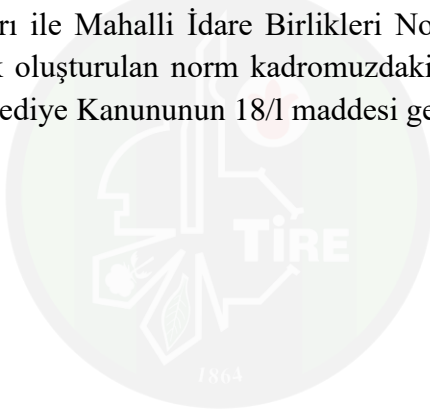 rı ile Mahalli İdare Birlikleri No
oluşturulan norm kadromuzdaki
ediye Kanununun 18/l maddesi ge
TİRE
1864